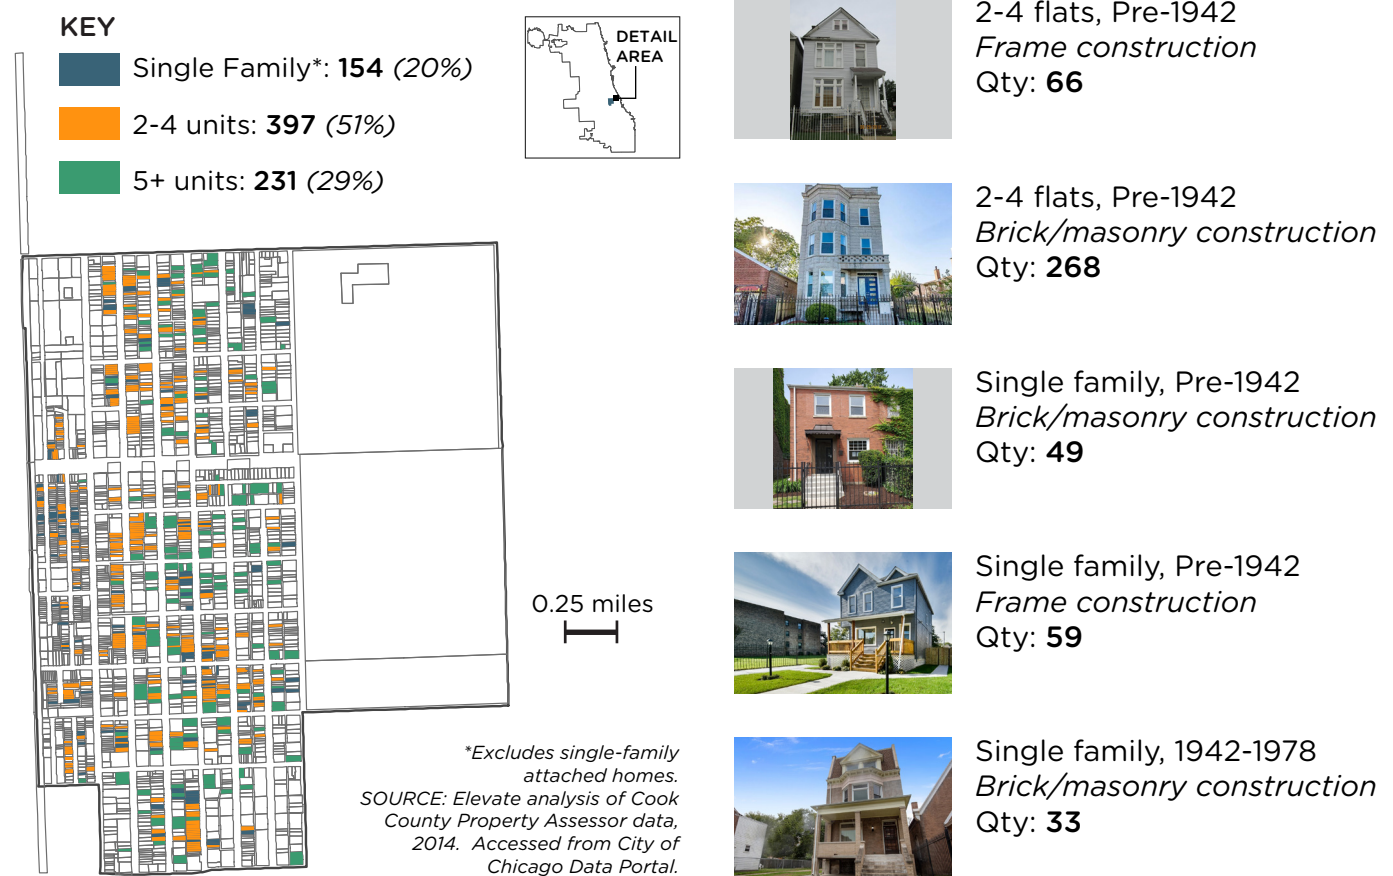 KEY
Single Family*: 154 (20%)
2-4 units: 397 (51%)
5+ units: 231 (29%)
DETAIL
AREA
0.25 miles
*Excludes single-family
attached homes.
SOURCE: Elevate analysis of Cook
County Property Assessor data,
2014. Accessed from City of
Chicago Data Portal.
2-4 flats, Pre-1942
Frame construction
Qty: 66
2-4 flats, Pre-1942
Brick/masonry construction
Qty: 268
Single family, Pre-1942
Brick/masonry construction
Qty: 49
Single family, Pre-1942
Frame construction
Qty: 59
Single family, 1942-1978
Brick/masonry construction
Qty: 33